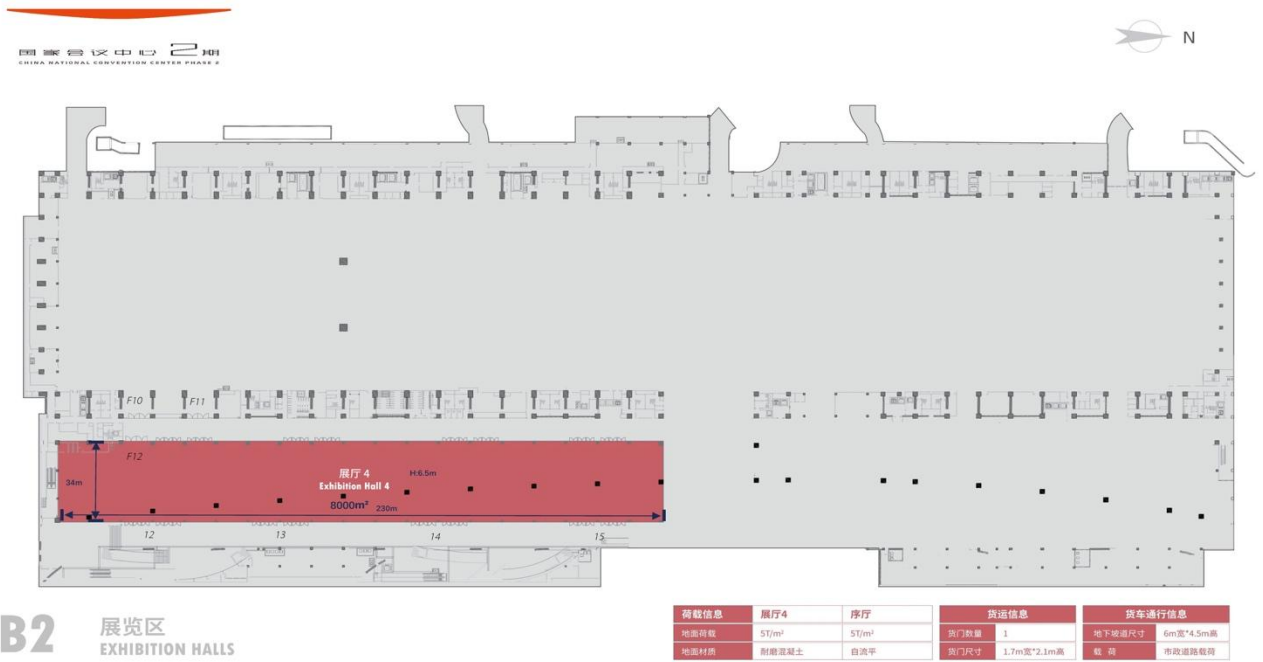 国家会议中心2期
CHINA NATIONAL CONVENTION CENTER PHASE 2
N
F10
F11
F12
34m
展厅 4
Exhibition Hall 4
H:6.5m
8000m²
230m
12
13
14
15
B2
展览区
EXHIBITION HALLS
荷载信息 展厅4 序厅
地面荷载 5T/m² 5T/m²
地面材质 耐磨混凝土 自流平
货运信息
货门数量 1
货门尺寸 1.7m宽*2.1m高
货车通行信息
地下坡道尺寸 6m宽*4.5m高
载 荷 市政道路载荷